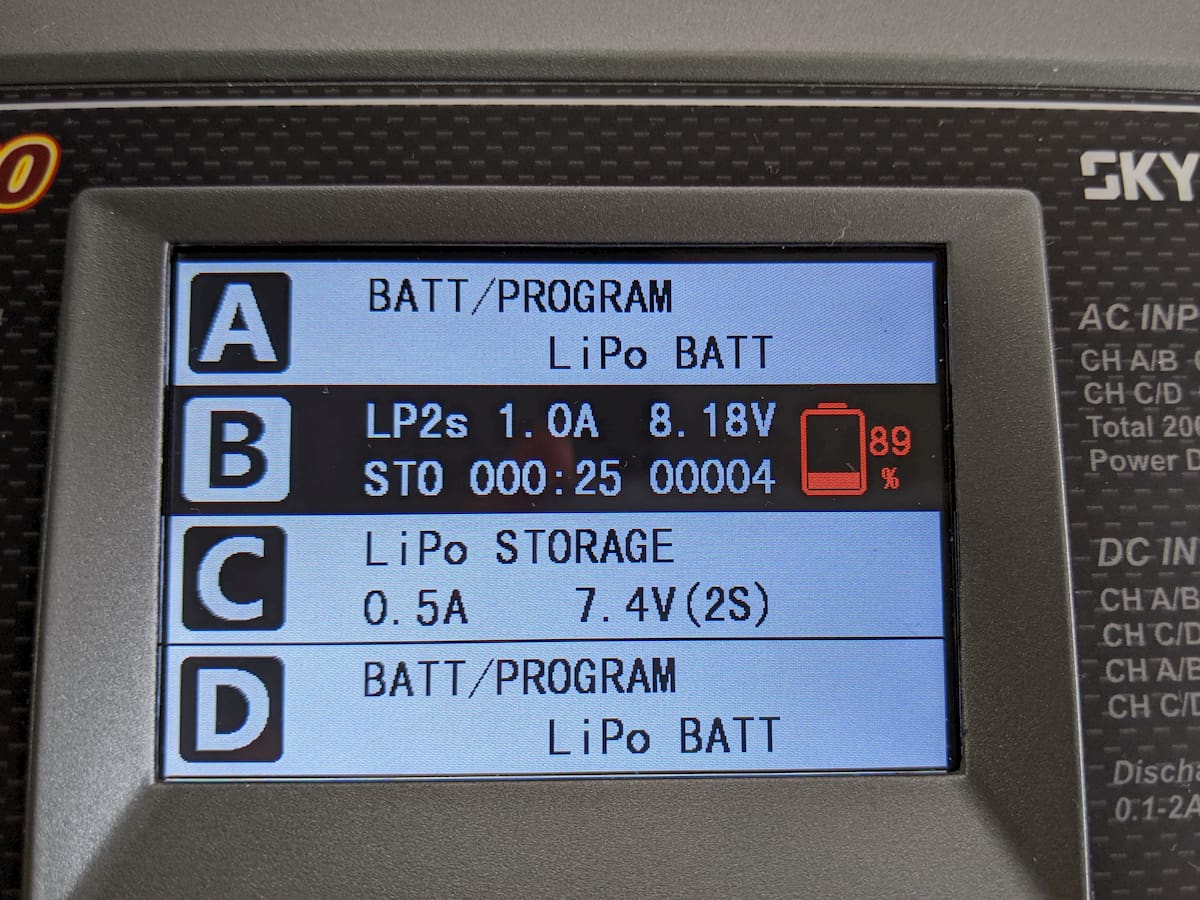 0
SKY
A
BATT/PROGRAM
LiPo BATT
B
LP2s 1.0A 8.18V
STO 000:25 00004
89
%
C
LiPo STORAGE
0.5A 7.4V(2S)
D
BATT/PROGRAM
LiPo BATT
AC INP
CH A/B
CH C/D
Total 20
Power D
DC IN
CH A/B
CH C/D
CH A/B
CH C/D
Discha
0.1-2A